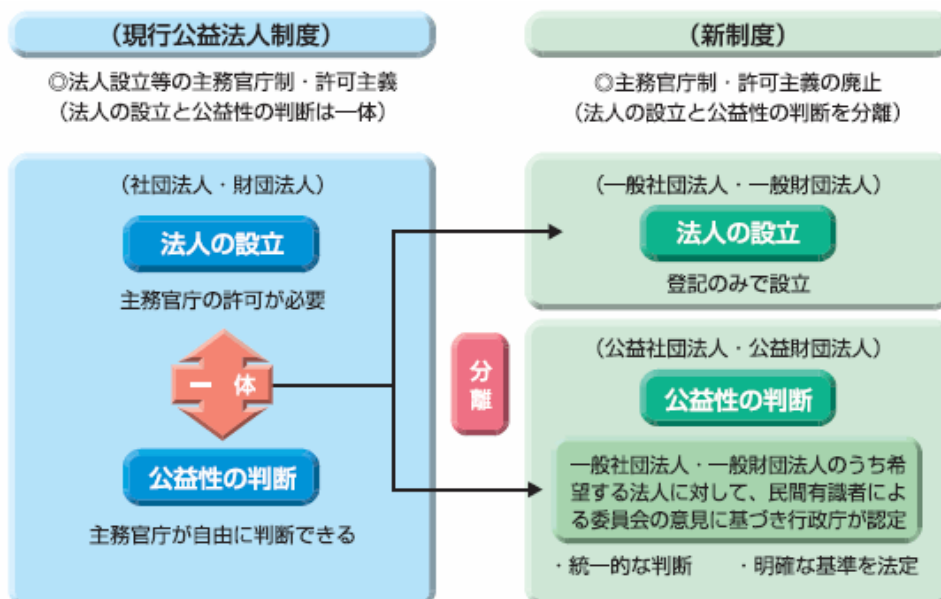 (現行公益法人制度)
◎法人設立等の主務官庁制・許可主義
(法人の設立と公益性の判断は一体)
(社団法人・財団法人)
法人の設立
主務官庁の許可が必要
一体
公益性の判断
主務官庁が自由に判断できる
分離
(新制度)
◎主務官庁制・許可主義の廃止
(法人の設立と公益性の判断を分離)
(一般社団法人・一般財団法人)
法人の設立
登記のみで設立
(公益社団法人・公益財団法人)
公益性の判断
一般社団法人・一般財団法人のうち希
望する法人に対して、民間有識者によ
る委員会の意見に基づき行政庁が認定
・統一的な判断 ・明確な基準を法定